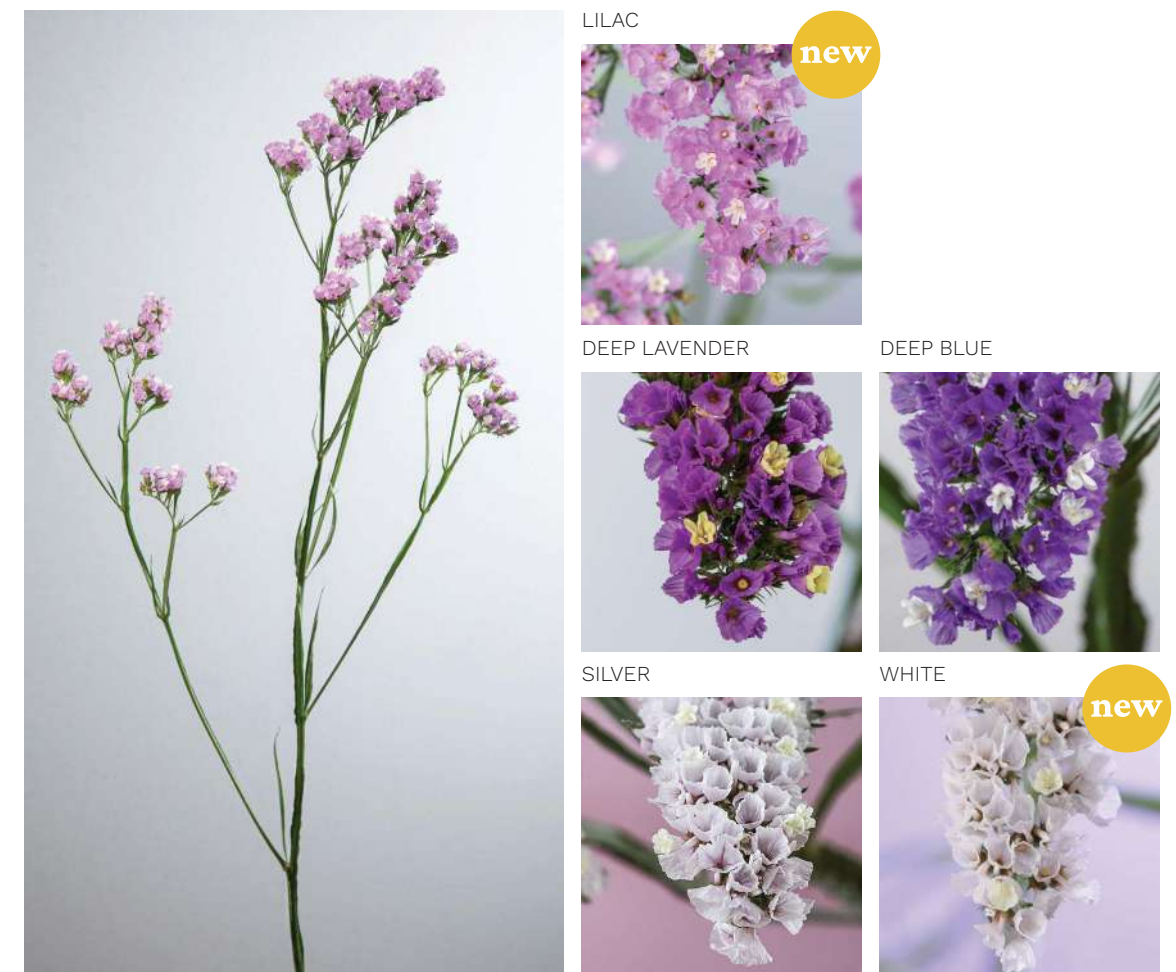 LILAC
new
DEEP LAVENDER
DEEP BLUE
SILVER
WHITE
new